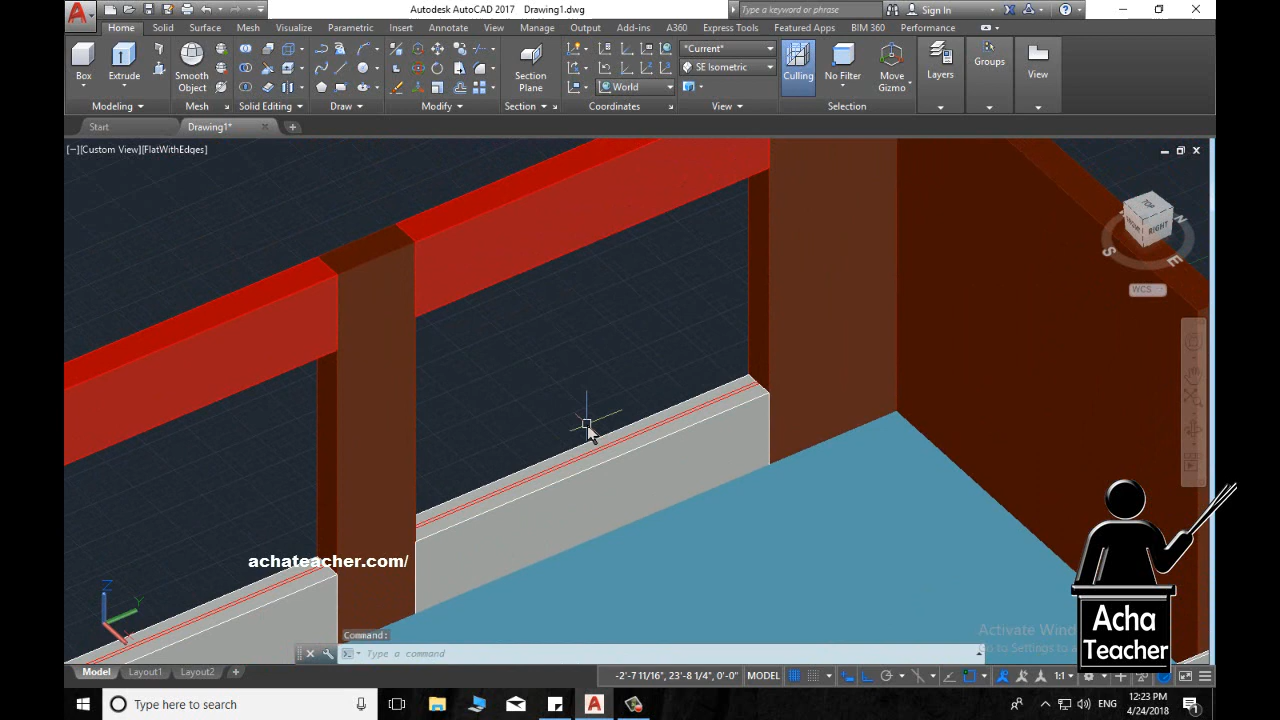 Autodesk AutoCAD 2017 Drawing1.dwg
Type a keyword or phrase
Sign In
Home Solid Surface Mesh Visualize Parametric Insert Annotate View Manage Output Add-ins A360 Express Tools Featured Apps BIM 360 Performance
Box
Extrude
Smooth
Object
Section
Plane
*Current*
SE Isometric
World
Culling
No Filter
Move
Gizmo
Layers
Groups
View
Modeling
Mesh
Solid Editing
Draw
Modify
Section
Coordinates
View
Selection
Start
Drawing1*
[−][Custom View][FlatWithEdges]
TOP
RIGHT
N
S
E
WCS
achateacher.com/
Z
Y
Command:
Type a command
Acha
Teacher
Model Layout1 Layout2
-2'-7 11/16", 23'-8 1/4", 0'-0"
MODEL
1:1
Type here to search
ENG
12:23 PM
4/24/2018